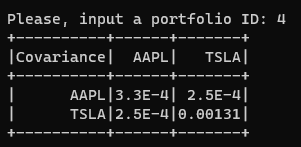 Please, input a portfolio ID: 4
+----------+------+-------+
|Covariance|  AAPL|   TSLA|
+----------+------+-------+
|      AAPL|3.3E-4| 2.5E-4|
|      TSLA|2.5E-4|0.00131|
+----------+------+-------+